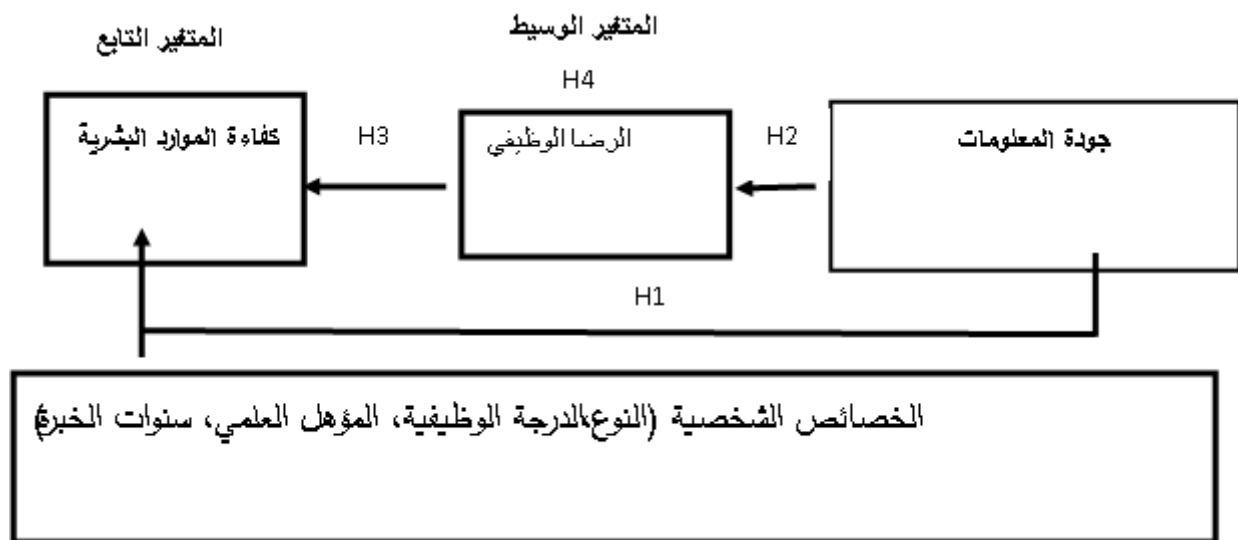 المتغير الوسيط
المتغير التابع
H4
جودة المعلومات
H2
الرضا الوظيفي
H3
كفاءة الموارد البشرية
H1
الخصائص الشخصية (النوع،الدرجة الوظيفية، المؤهل العلمي، سنوات الخبرة)